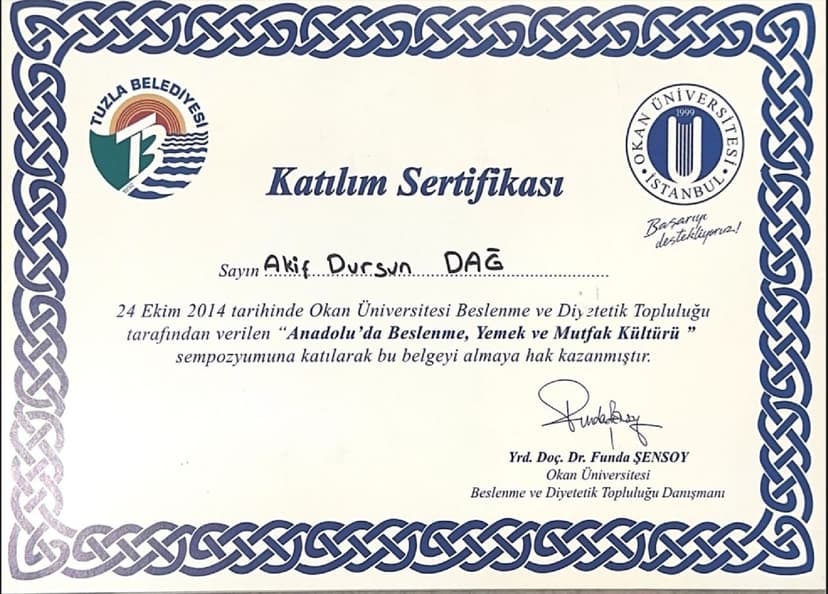 TUZLA BELEDİYESİ
TB
OKAN ÜNİVERSİTESİ
1999
İSTANBUL
Başarıyı
destekliyoruz!
Katılım Sertifikası
Sayın Akif Dursun DAĞ
24 Ekim 2014 tarihinde Okan Üniversitesi Beslenme ve Diyetetik Topluluğu
tarafından verilen “Anadolu’da Beslenme, Yemek ve Mutfak Kültürü ”
sempozyumuna katılarak bu belgeyi almaya hak kazanmıştır.
Yrd. Doç. Dr. Funda ŞENSOY
Okan Üniversitesi
Beslenme ve Diyetetik Topluluğu Danışmanı